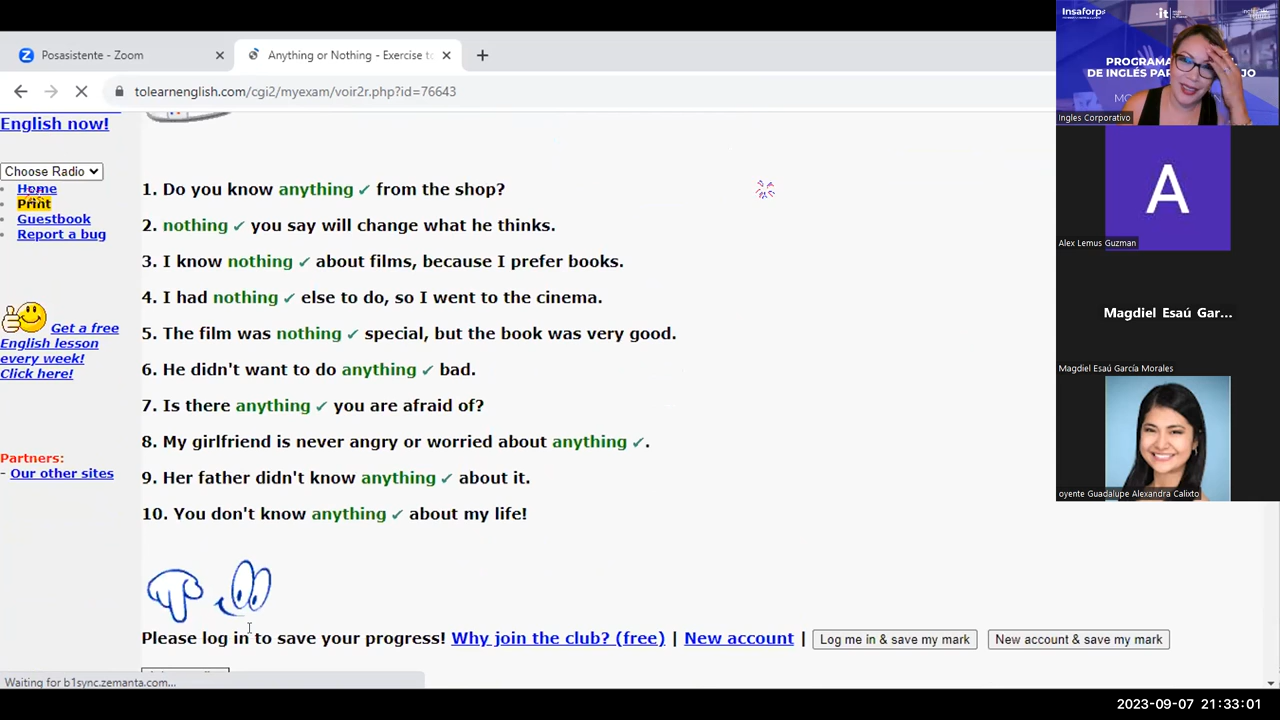 Posasistente - Zoom
Anything or Nothing - Exercise to
tolearnenglish.com/cgi2/myexam/voir2r.php?id=76643
English now!
Choose Radio
Home
Print
Guestbook
Report a bug
Get a free
English lesson
every week!
Click here!
Partners:
- Our other sites
1. Do you know anything ✔ from the shop?
2. nothing ✔ you say will change what he thinks.
3. I know nothing ✔ about films, because I prefer books.
4. I had nothing ✔ else to do, so I went to the cinema.
5. The film was nothing ✔ special, but the book was very good.
6. He didn't want to do anything ✔ bad.
7. Is there anything ✔ you are afraid of?
8. My girlfriend is never angry or worried about anything ✔.
9. Her father didn't know anything ✔ about it.
10. You don't know anything ✔ about my life!
Please log in to save your progress! Why join the club? (free) | New account | Log me in & save my mark New account & save my mark
Waiting for b1sync.zemanta.com...
Insaforp
it
PROGRAMA
DE INGLÉS PAR
Ingles Corporativo
A
Alex Lemus Guzman
Magdiel Esaú Gar...
Magdiel Esaú García Morales
oyente Guadalupe Alexandra Calixto
2023-09-07 21:33:01